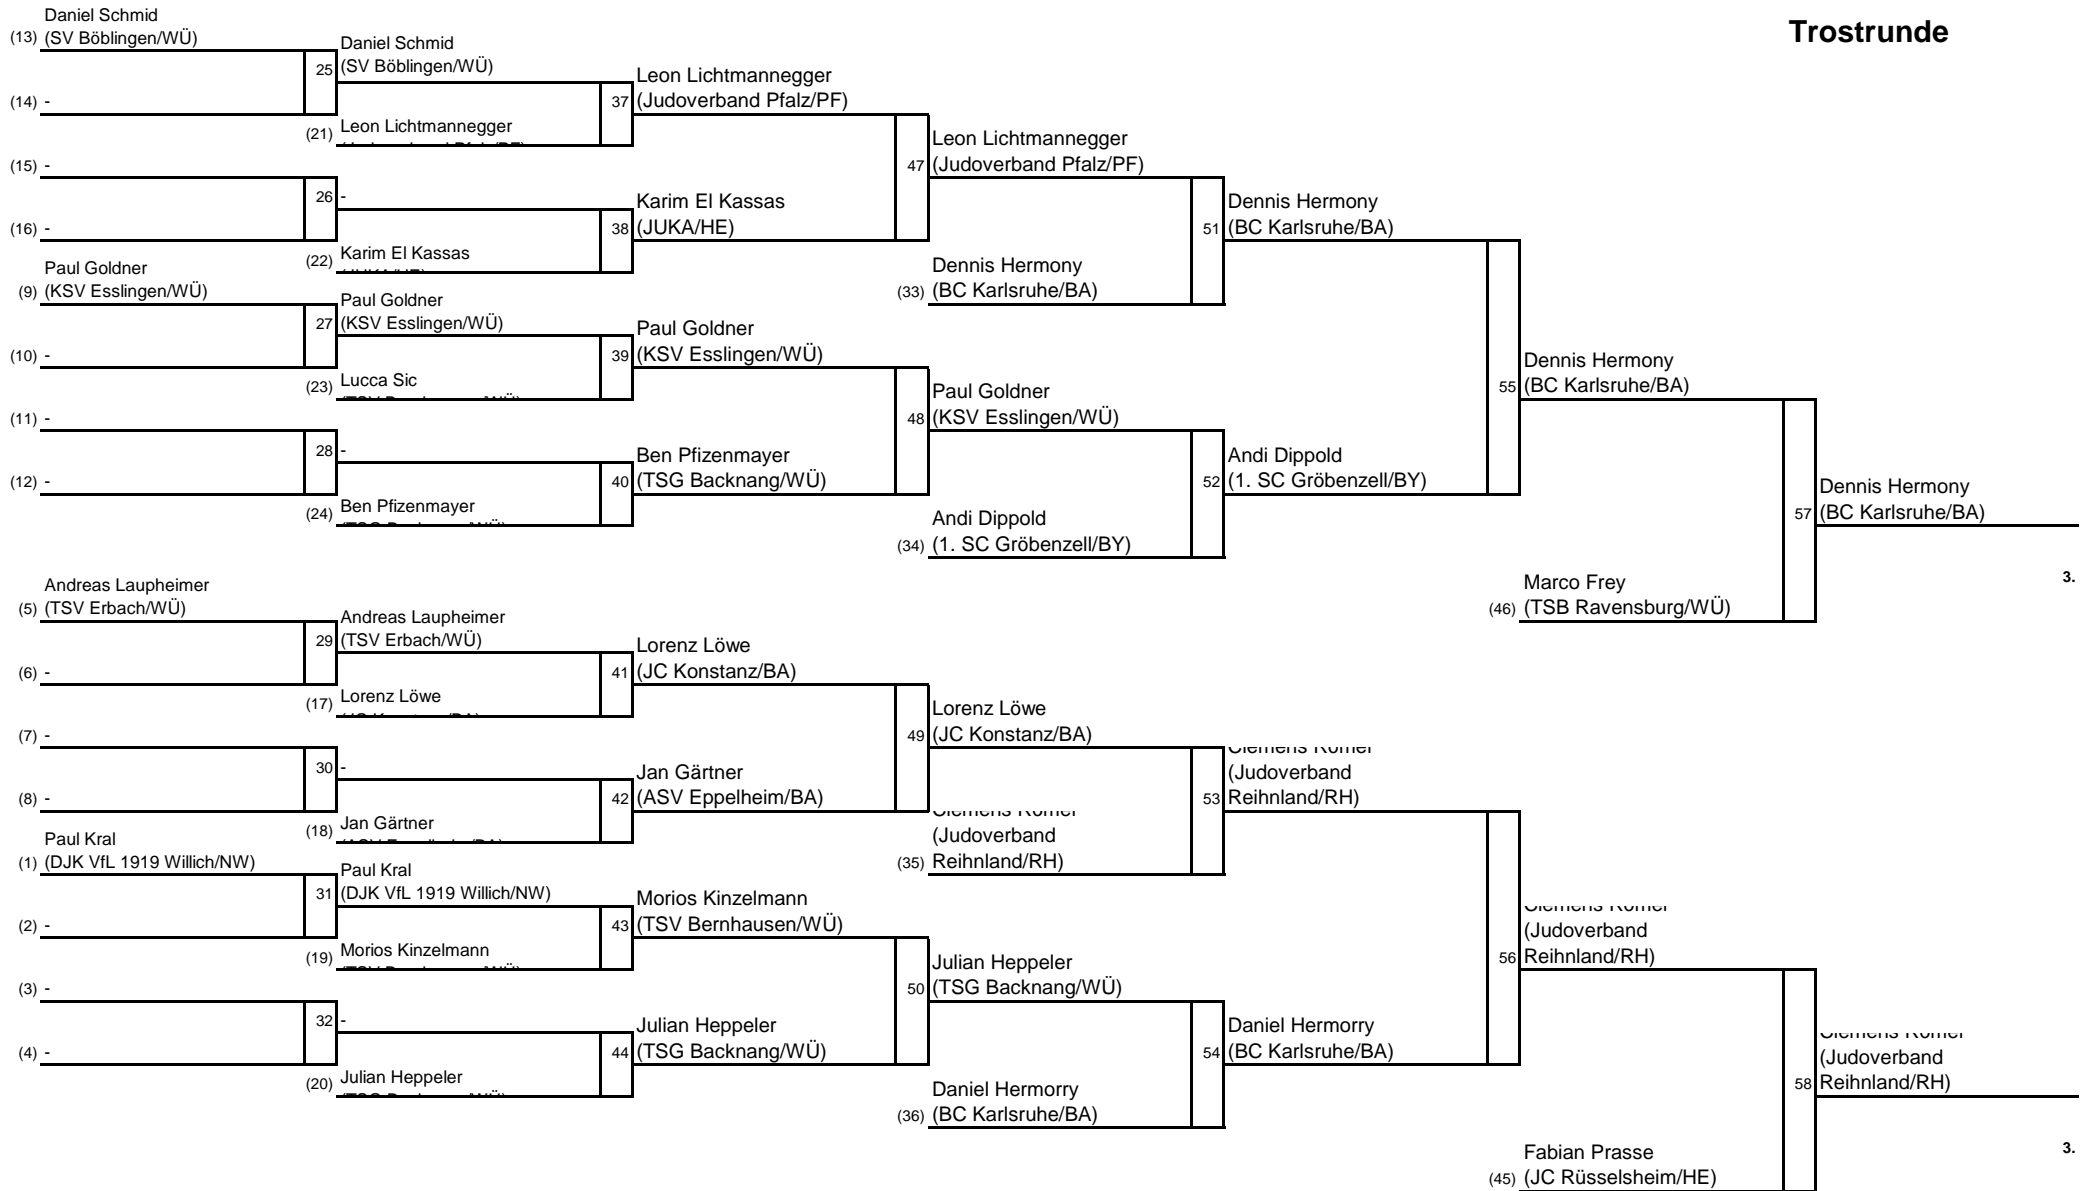 Trostrunde
Daniel Schmid
(13) (SV Böblingen/WÜ)
(14) -
(15) -
(16) -
Paul Goldner
(9) (KSV Esslingen/WÜ)
(10) -
(11) -
(12) -
Andreas Laupheimer
(5) (TSV Erbach/WÜ)
(6) -
(7) -
(8) -
Paul Kral
(1) (DJK VfL 1919 Willich/NW)
(2) -
(3) -
(4) -
Daniel Schmid
25 (SV Böblingen/WÜ)
(21) Leon Lichtmannegger
26 -
(22) Karim El Kassas
Paul Goldner
27 (KSV Esslingen/WÜ)
(23) Lucca Sic
28 -
(24) Ben Pfizenmayer
Andreas Laupheimer
29 (TSV Erbach/WÜ)
(17) Lorenz Löwe
30 -
(18) Jan Gärtner
Paul Kral
31 (DJK VfL 1919 Willich/NW)
(19) Morios Kinzelmann
32 -
(20) Julian Heppeler
Leon Lichtmannegger
37 (Judoverband Pfalz/PF)
Karim El Kassas
38 (JUKA/HE)
Paul Goldner
39 (KSV Esslingen/WÜ)
Ben Pfizenmayer
40 (TSG Backnang/WÜ)
Lorenz Löwe
41 (JC Konstanz/BA)
Jan Gärtner
42 (ASV Eppelheim/BA)
Morios Kinzelmann
43 (TSV Bernhausen/WÜ)
Julian Heppeler
44 (TSG Backnang/WÜ)
Leon Lichtmannegger
47 (Judoverband Pfalz/PF)
Dennis Hermony
(33) (BC Karlsruhe/BA)
Paul Goldner
48 (KSV Esslingen/WÜ)
Andi Dippold
(34) (1. SC Gröbenzell/BY)
Lorenz Löwe
49 (JC Konstanz/BA)
(Judoverband
(35) Reihnland/RH)
Julian Heppeler
50 (TSG Backnang/WÜ)
Daniel Hermorry
(36) (BC Karlsruhe/BA)
Dennis Hermony
51 (BC Karlsruhe/BA)
Andi Dippold
52 (1. SC Gröbenzell/BY)
(Judoverband
53 Reihnland/RH)
Daniel Hermorry
54 (BC Karlsruhe/BA)
Dennis Hermony
55 (BC Karlsruhe/BA)
Marco Frey
(46) (TSB Ravensburg/WÜ)
(Judoverband
56 Reihnland/RH)
Fabian Prasse
(45) (JC Rüsselsheim/HE)
Dennis Hermony
57 (BC Karlsruhe/BA)
3.
(Judoverband
58 Reihnland/RH)
3.